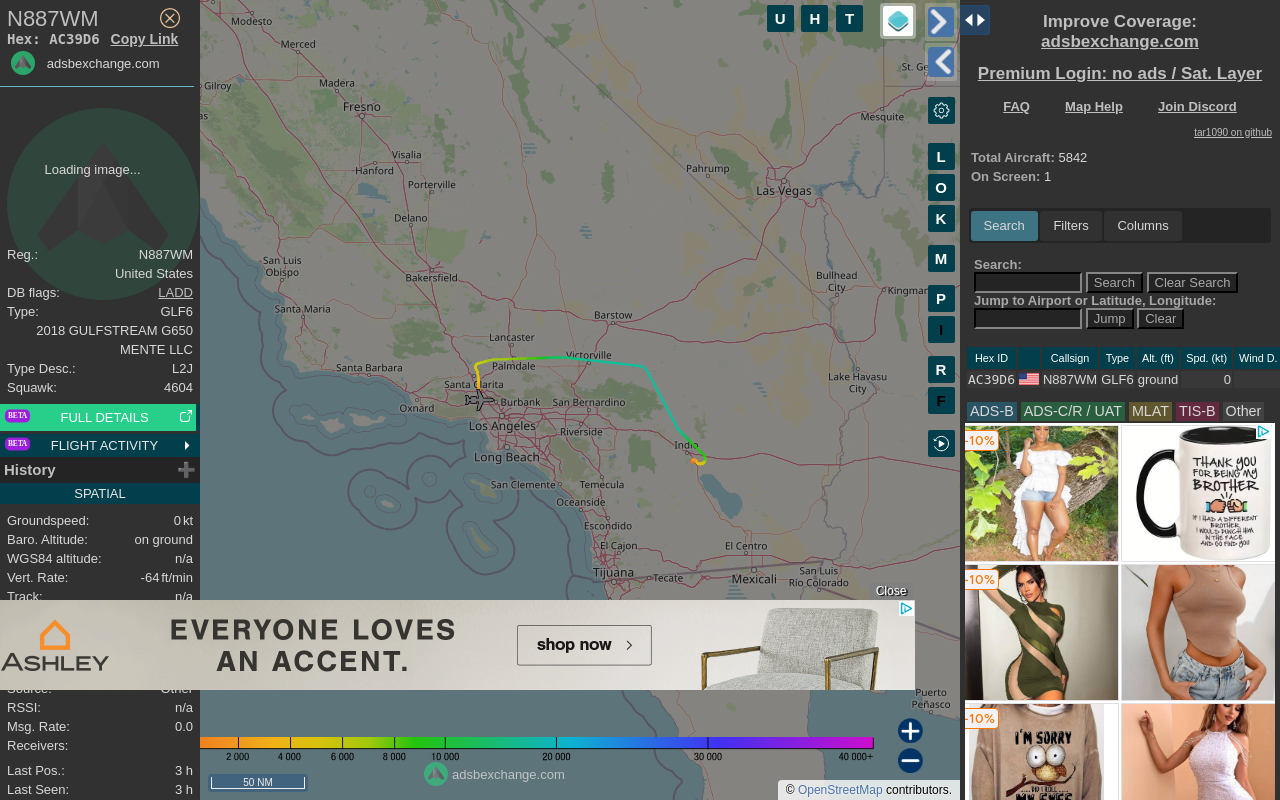 N887WM
Hex: AC39D6 Copy Link
adsbexchange.com
Loading image...
Reg.: N887WM
United States
DB flags: LADD
Type: GLF6
2018 GULFSTREAM G650
MENTE LLC
Type Desc.: L2J
Squawk: 4604
BETA FULL DETAILS
BETA FLIGHT ACTIVITY
History
SPATIAL
Groundspeed: 0 kt
Baro. Altitude: on ground
WGS84 altitude: n/a
Vert. Rate: -64 ft/min
Track: n/a
Source: Other
RSSI: n/a
Msg. Rate: 0.0
Receivers:
Last Pos.: 3 h
Last Seen: 3 h
Modesto
Merced
Gilroy
Madera
Fresno
Visalia
Hanford
Porterville
Delano
San Luis
Obispo
Bakersfield
Santa Maria
Santa Barbara
Lancaster
Palmdale
Santa Clarita
Oxnard
Burbank
Los Angeles
Long Beach
Victorville
Barstow
San Bernardino
Riverside
Indio
San Clemente
Temecula
Oceanside
Escondido
El Cajon
El Centro
Tijuana
Tecate
Mexicali
San Luis
Río Colorado
Pahrump
Las Vegas
Mesquite
St. Ge
Bullhead
City
Kingman
Lake Havasu
City
Puerto
Peñasco
U H T
L
O
K
M
P
I
R
F
Close
ASHLEY
EVERYONE LOVES
AN ACCENT.
shop now
2 000 4 000 6 000 8 000 10 000 20 000 30 000 40 000+
adsbexchange.com
50 NM
© OpenStreetMap contributors.
Improve Coverage:
adsbexchange.com
Premium Login: no ads / Sat. Layer
FAQ Map Help Join Discord
tar1090 on github
Total Aircraft: 5842
On Screen: 1
Search Filters Columns
Search:
Search Clear Search
Jump to Airport or Latitude, Longitude:
Jump Clear
Hex ID Callsign Type Alt. (ft) Spd. (kt) Wind D.
AC39D6 N887WM GLF6 ground 0
ADS-B ADS-C/R / UAT MLAT TIS-B Other
-10%
THANK YOU
FOR BEING MY
BROTHER
IF I HAD A DIFFERENT
BROTHER
I WOULD PUNCH HIM
IN THE FACE
AND GO FIND YOU
-10%
-10%
I'M SORRY
DID I ROLL
MY EYES